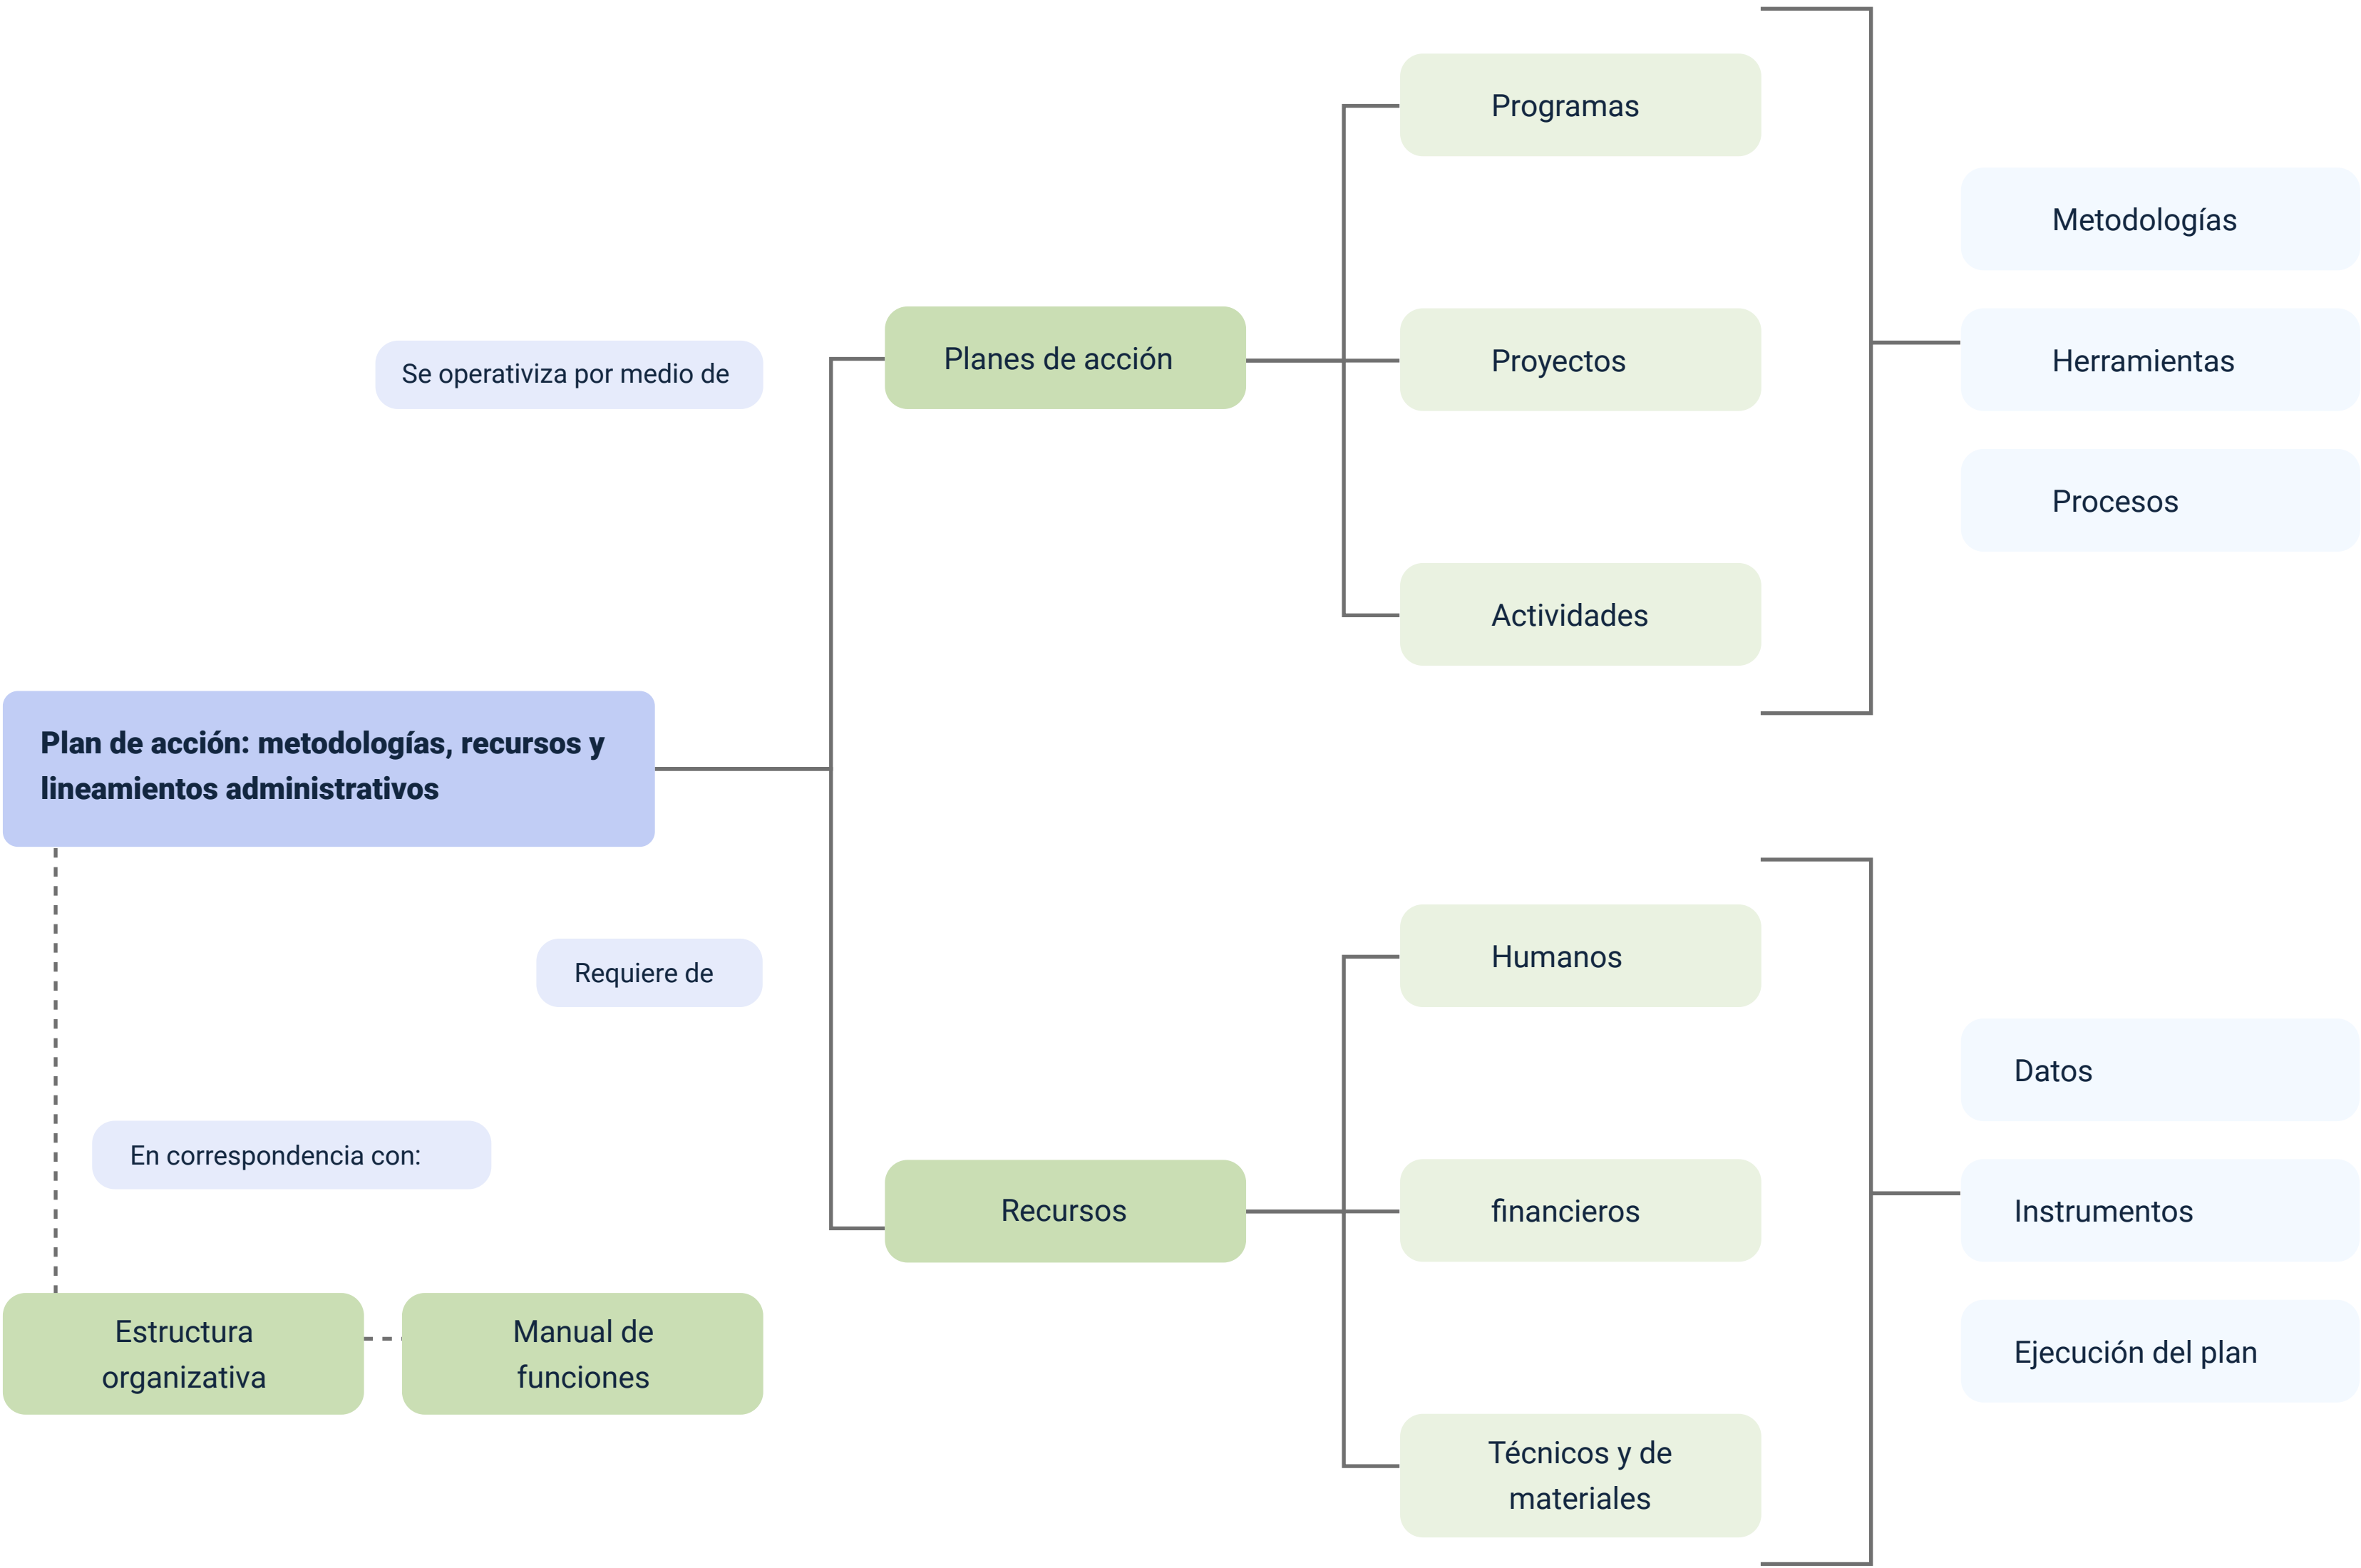 Programas
Metodologías
Se operativiza por medio de
Planes de acción
Proyectos
Herramientas
Procesos
Actividades
Plan de acción: metodologías, recursos y
lineamientos administrativos
Requiere de
Humanos
Datos
En correspondencia con:
Recursos
financieros
Instrumentos
Estructura
organizativa
Manual de
funciones
Ejecución del plan
Técnicos y de
materiales